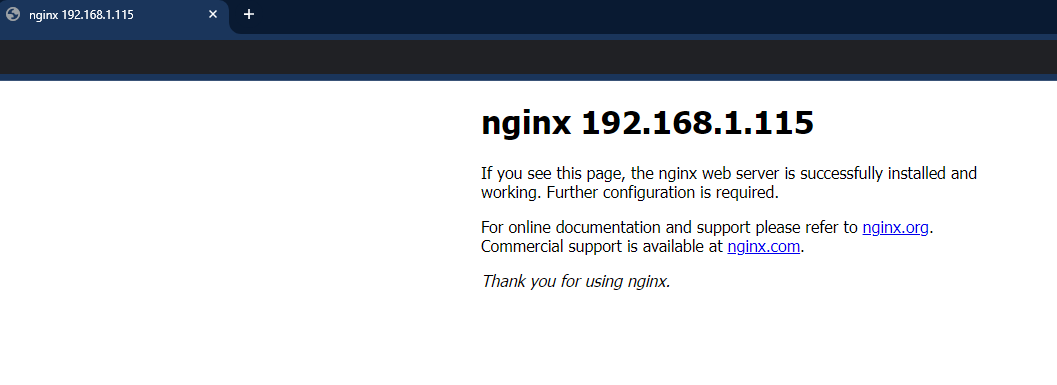 nginx 192.168.1.115
nginx 192.168.1.115
If you see this page, the nginx web server is successfully installed and
working. Further configuration is required.
For online documentation and support please refer to nginx.org.
Commercial support is available at nginx.com.
Thank you for using nginx.